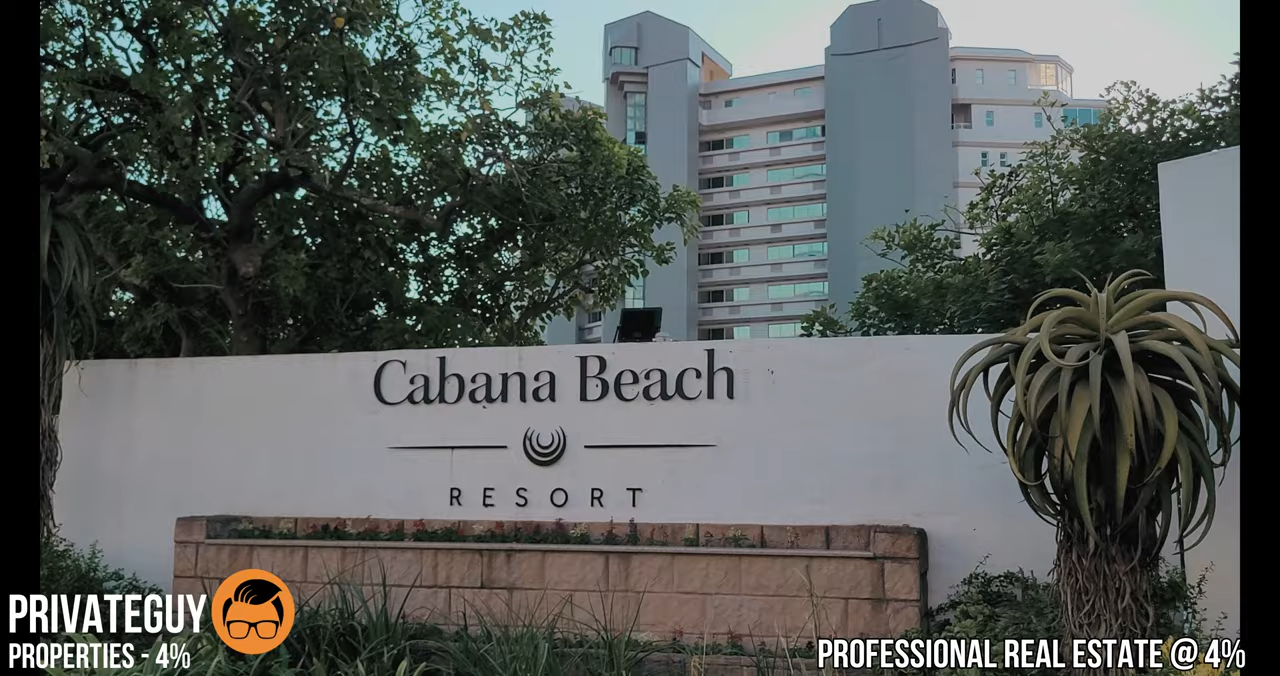 Cabana Beach
RESORT
PRIVATEGUY
PROPERTIES - 4%
PROFESSIONAL REAL ESTATE @ 4%